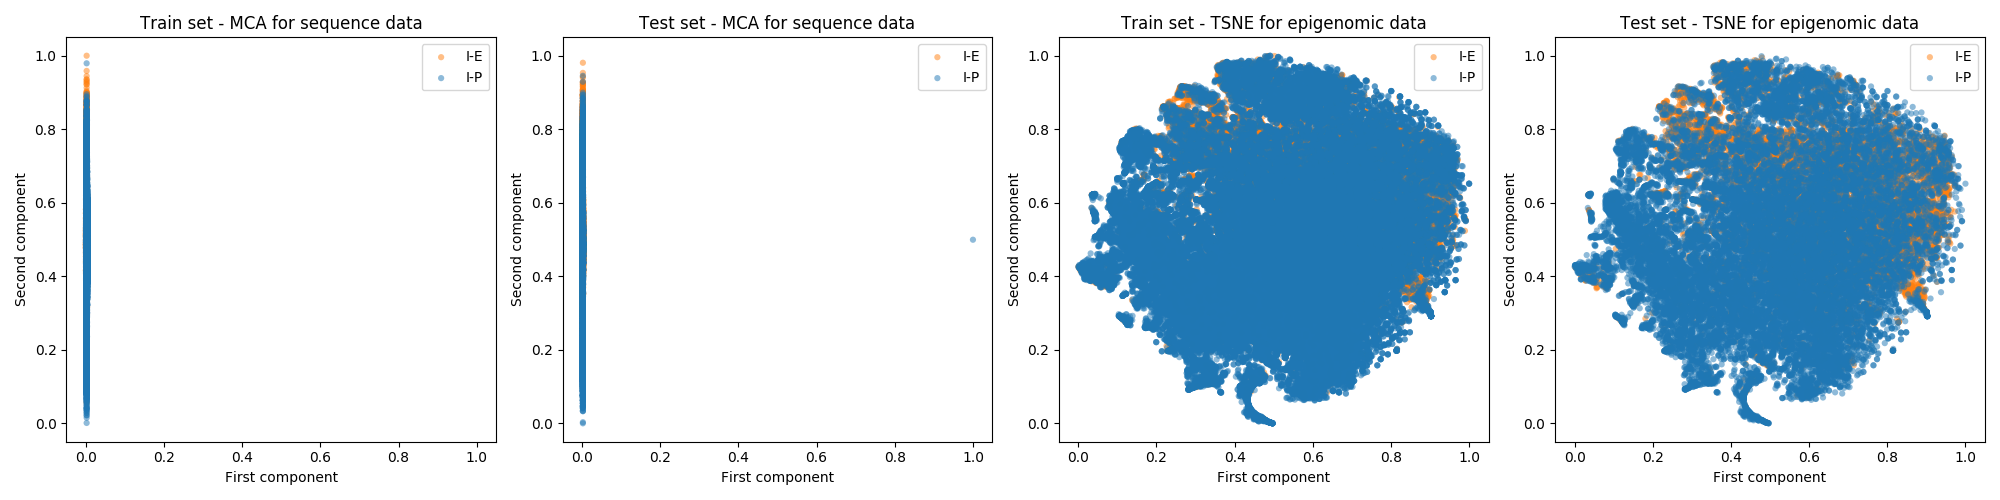 Train set - MCA for sequence data
I-E
I-P
1.0
0.8
0.6
0.4
0.2
0.0
Second component
0.0 0.2 0.4 0.6 0.8 1.0
First component
Test set - MCA for sequence data
I-E
I-P
1.0
0.8
0.6
0.4
0.2
0.0
Second component
0.0 0.2 0.4 0.6 0.8 1.0
First component
Train set - TSNE for epigenomic data
I-E
I-P
1.0
0.8
0.6
0.4
0.2
0.0
Second component
0.0 0.2 0.4 0.6 0.8 1.0
First component
Test set - TSNE for epigenomic data
I-E
I-P
1.0
0.8
0.6
0.4
0.2
0.0
Second component
0.0 0.2 0.4 0.6 0.8 1.0
First component